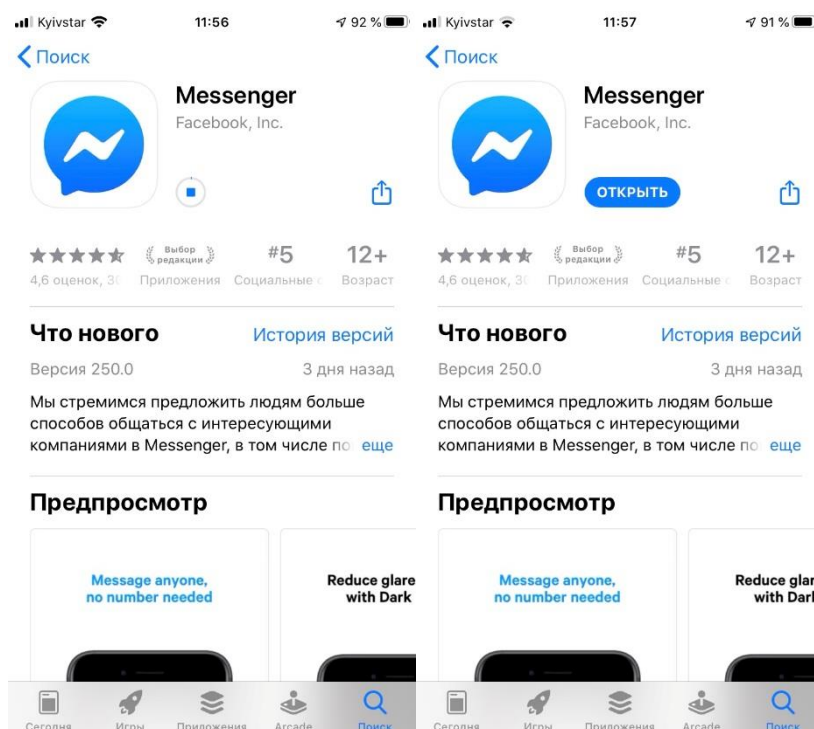 Kyivstar 11:56 92 %
Поиск
Messenger
Facebook, Inc.
#5 12+
Выбор
редакции
4,6 оценок, Приложения Социальные Возраст
Что нового История версий
Версия 250.0 3 дня назад
Мы стремимся предложить людям больше
способов общаться с интересующими
компаниями в Messenger, в том числе по еще
Предпросмотр
Message anyone,
no number needed
Reduce glare
with Dark
Сегодня Игры Приложения Arcade Поиск
Kyivstar 11:57 91 %
Поиск
Messenger
Facebook, Inc.
ОТКРЫТЬ
#5 12+
Выбор
редакции
4,6 оценок, Приложения Социальные Возраст
Что нового История версий
Версия 250.0 3 дня назад
Мы стремимся предложить людям больше
способов общаться с интересующими
компаниями в Messenger, в том числе по еще
Предпросмотр
Message anyone,
no number needed
Reduce glar
with Dark
Сегодня Игры Приложения Arcade Поиск